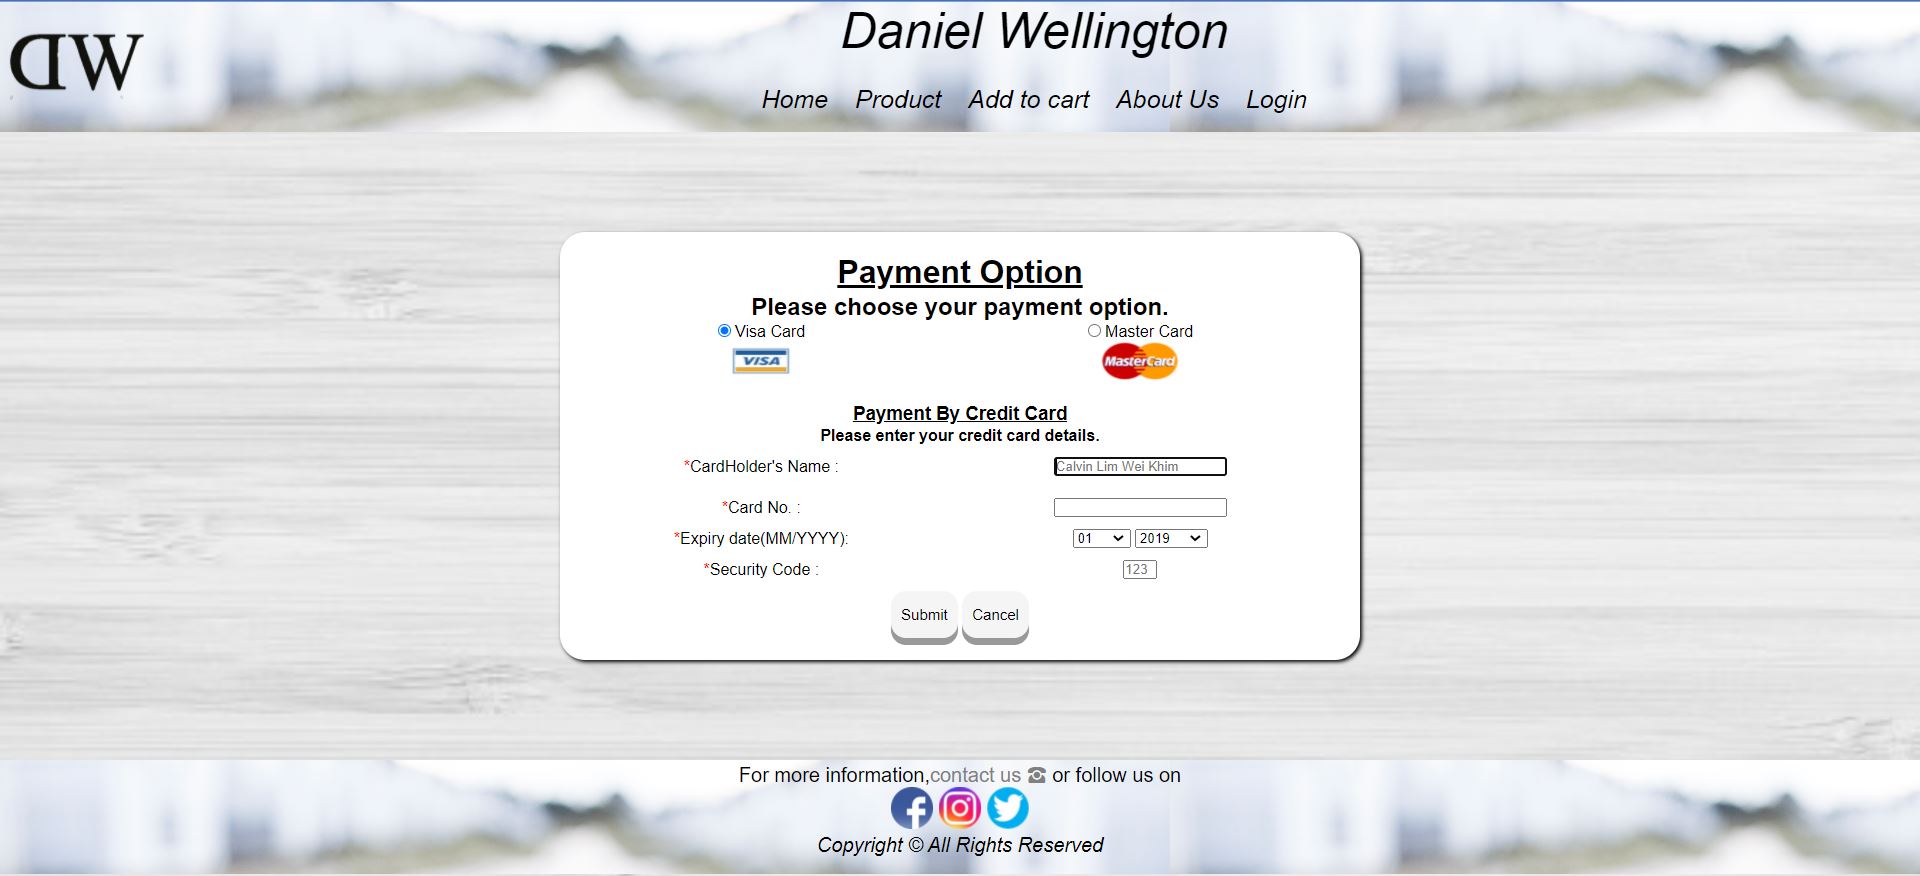 Daniel Wellington
DW
Home Product Add to cart About Us Login
Payment Option
Please choose your payment option.
Visa Card Master Card
VISA MasterCard
Payment By Credit Card
Please enter your credit card details.
*CardHolder's Name : Calvin Lim Wei Khim
*Card No. :
*Expiry date(MM/YYYY): 01 2019
*Security Code : 123
Submit Cancel
For more information,contact us ☎ or follow us on
Copyright © All Rights Reserved